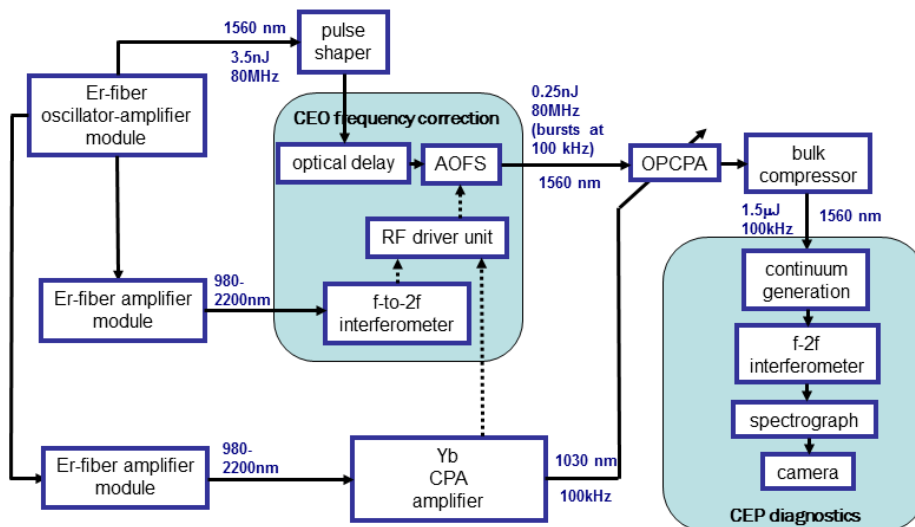 1560 nm
3.5nJ
80MHz
pulse
shaper
Er-fiber
oscillator-amplifier
module
CEO frequency correction
optical delay
AOFS
0.25nJ
80MHz
(bursts at
100 kHz)
1560 nm
OPCPA
bulk
compressor
1.5µJ
100kHz
1560 nm
RF driver unit
Er-fiber amplifier
module
980-
2200nm
f-to-2f
interferometer
continuum
generation
f-2f
interferometer
spectrograph
camera
CEP diagnostics
Er-fiber amplifier
module
980-
2200nm
Yb
CPA
amplifier
1030 nm
100kHz